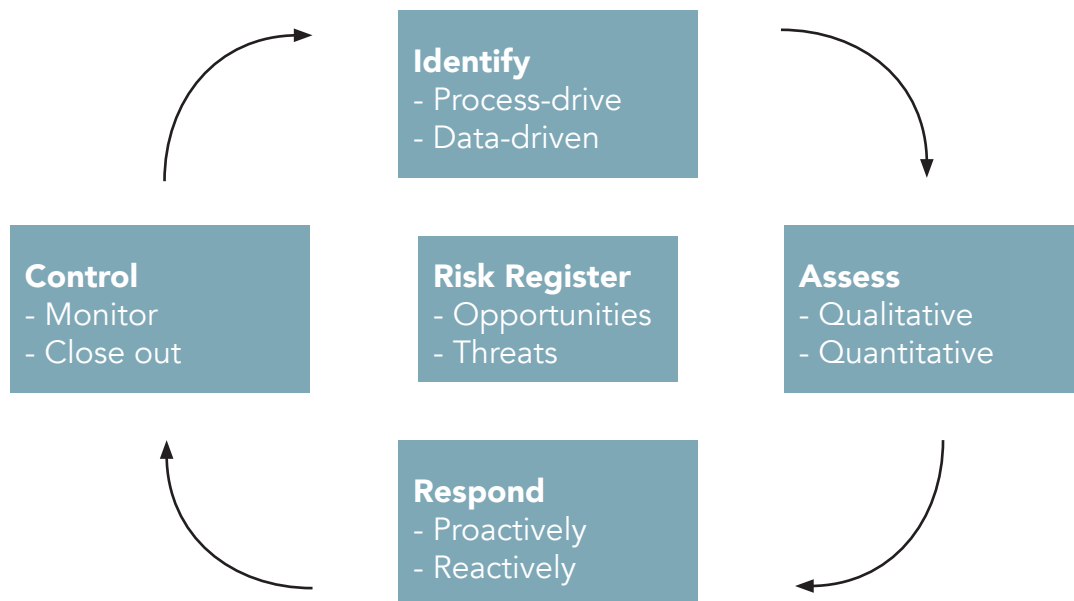 Identify
- Process-drive
- Data-driven
Control
- Monitor
- Close out
Risk Register
- Opportunities
- Threats
Assess
- Qualitative
- Quantitative
Respond
- Proactively
- Reactively